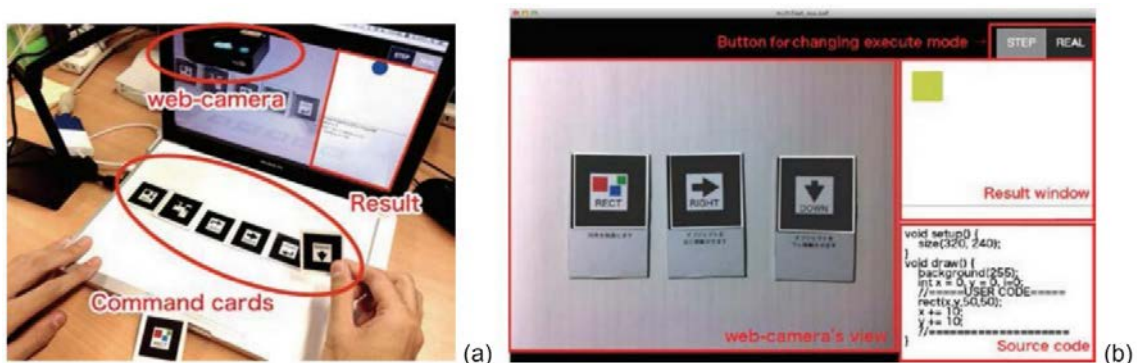 web-camera
STEP
REAL
Result
Command cards
(a)
Button for changing execute mode →
STEP
REAL
RECT
RIGHT
DOWN
web-camera's view
Result window
void setup() {
size(320, 240);
}
void draw() {
background(255);
int x = 0, y = 0, i=0;
//=====USER CODE=====
rect(x,y,50,50);
x += 10;
y += 10;
//====================
}
Source code
(b)